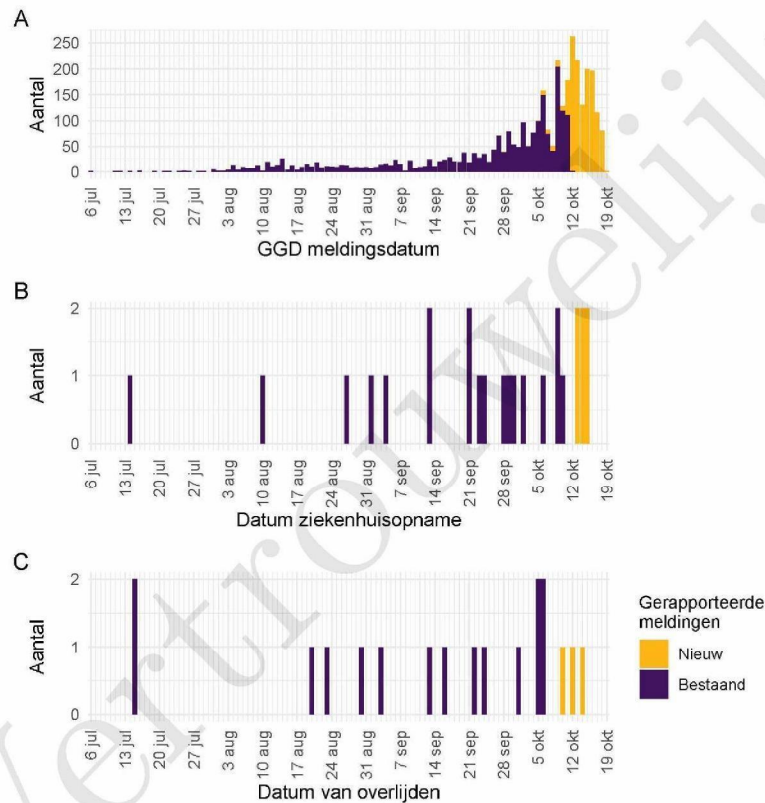 A
Aantal
250
200
150
100
50
0
6 jul
13 jul
20 jul
27 jul
3 aug
10 aug
17 aug
24 aug
31 aug
7 sep
14 sep
21 sep
28 sep
5 okt
12 okt
19 okt
GGD meldingsdatum
B
Aantal
2
1
0
6 jul
13 jul
20 jul
27 jul
3 aug
10 aug
17 aug
24 aug
31 aug
7 sep
14 sep
21 sep
28 sep
5 okt
12 okt
19 okt
Datum ziekenhuisopname
C
Aantal
2
1
0
6 jul
13 jul
20 jul
27 jul
3 aug
10 aug
17 aug
24 aug
31 aug
7 sep
14 sep
21 sep
28 sep
5 okt
12 okt
19 okt
Datum van overlijden
Gerapporteerde
meldingen
Nieuw
Bestaand
Vertrouwelijk